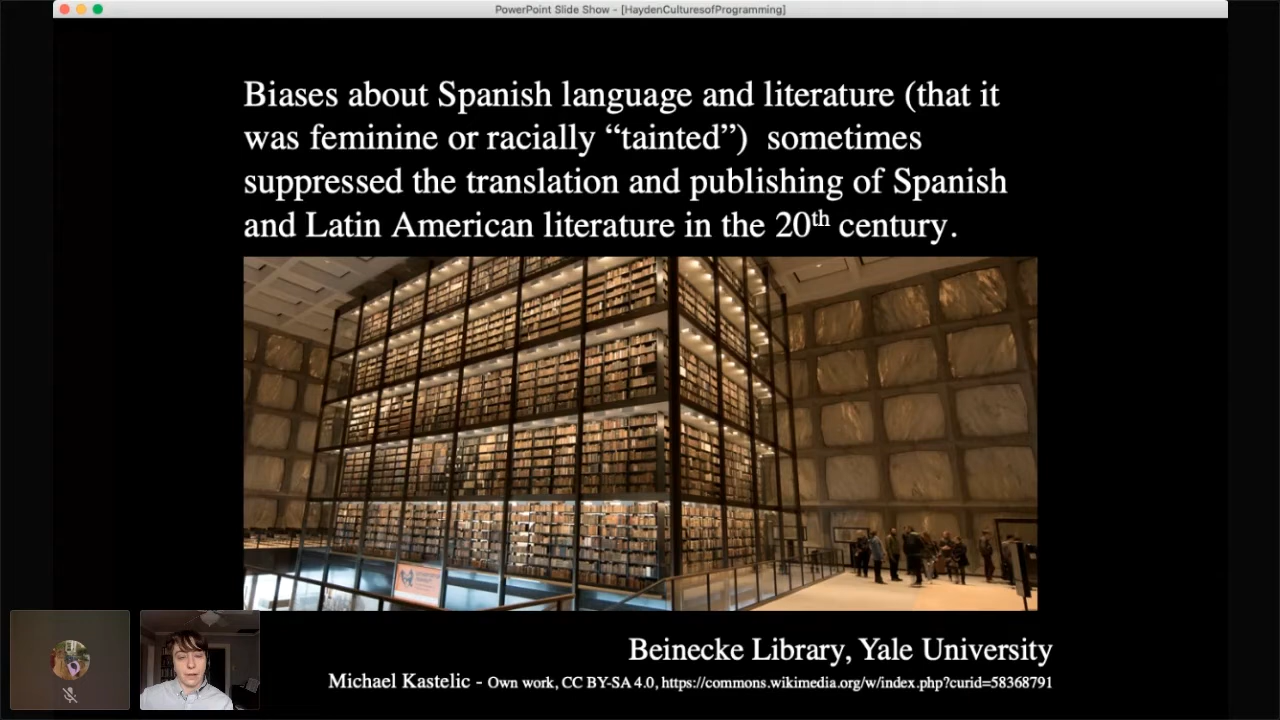 PowerPoint Slide Show - [HaydenCulturesofProgramming]
Biases about Spanish language and literature (that it
was feminine or racially “tainted”)  sometimes
suppressed the translation and publishing of Spanish
and Latin American literature in the 20th century.
Beinecke Library, Yale University
Michael Kastelic - Own work, CC BY-SA 4.0, https://commons.wikimedia.org/w/index.php?curid=58368791